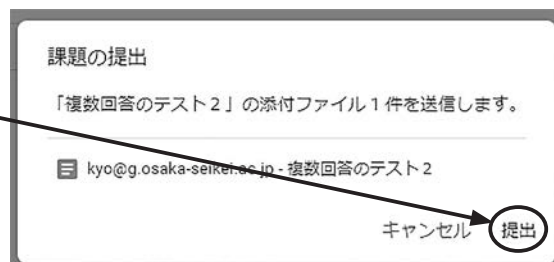 課題の提出
「複数回答のテスト2」の添付ファイル1件を送信します。
kyo@g.osaka-seikei.ac.jp - 複数回答のテスト2
キャンセル
提出